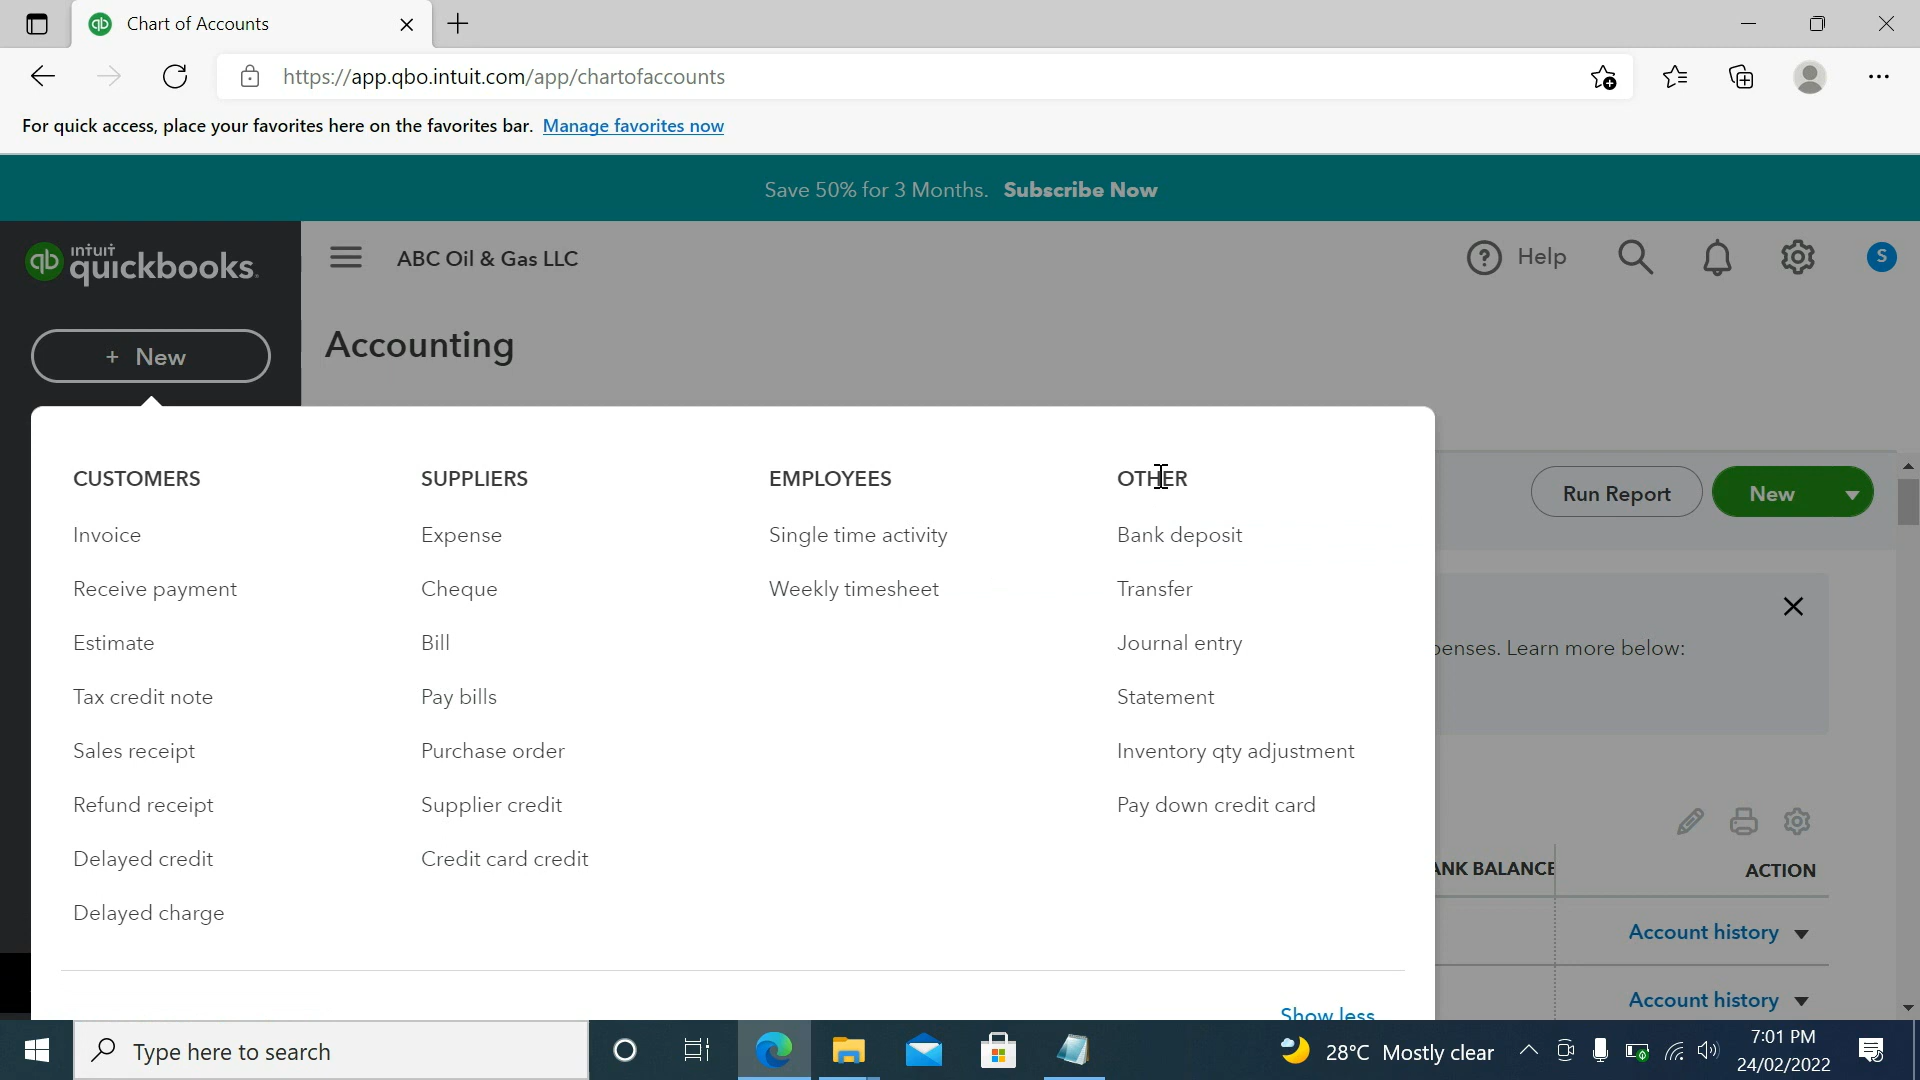 Chart of Accounts
https://app.qbo.intuit.com/app/chartofaccounts
For quick access, place your favorites here on the favorites bar. Manage favorites now
Save 50% for 3 Months. Subscribe Now
qb intuit quickbooks.
ABC Oil & Gas LLC
Help
S
+ New
Accounting
CUSTOMERS
Invoice
Receive payment
Estimate
Tax credit note
Sales receipt
Refund receipt
Delayed credit
Delayed charge
SUPPLIERS
Expense
Cheque
Bill
Pay bills
Purchase order
Supplier credit
Credit card credit
EMPLOYEES
Single time activity
Weekly timesheet
OTHER
Bank deposit
Transfer
Journal entry
Statement
Inventory qty adjustment
Pay down credit card
Show less
Run Report
New
penses. Learn more below:
ANK BALANCE
ACTION
Account history
Account history
Type here to search
28°C Mostly clear
7:01 PM
24/02/2022